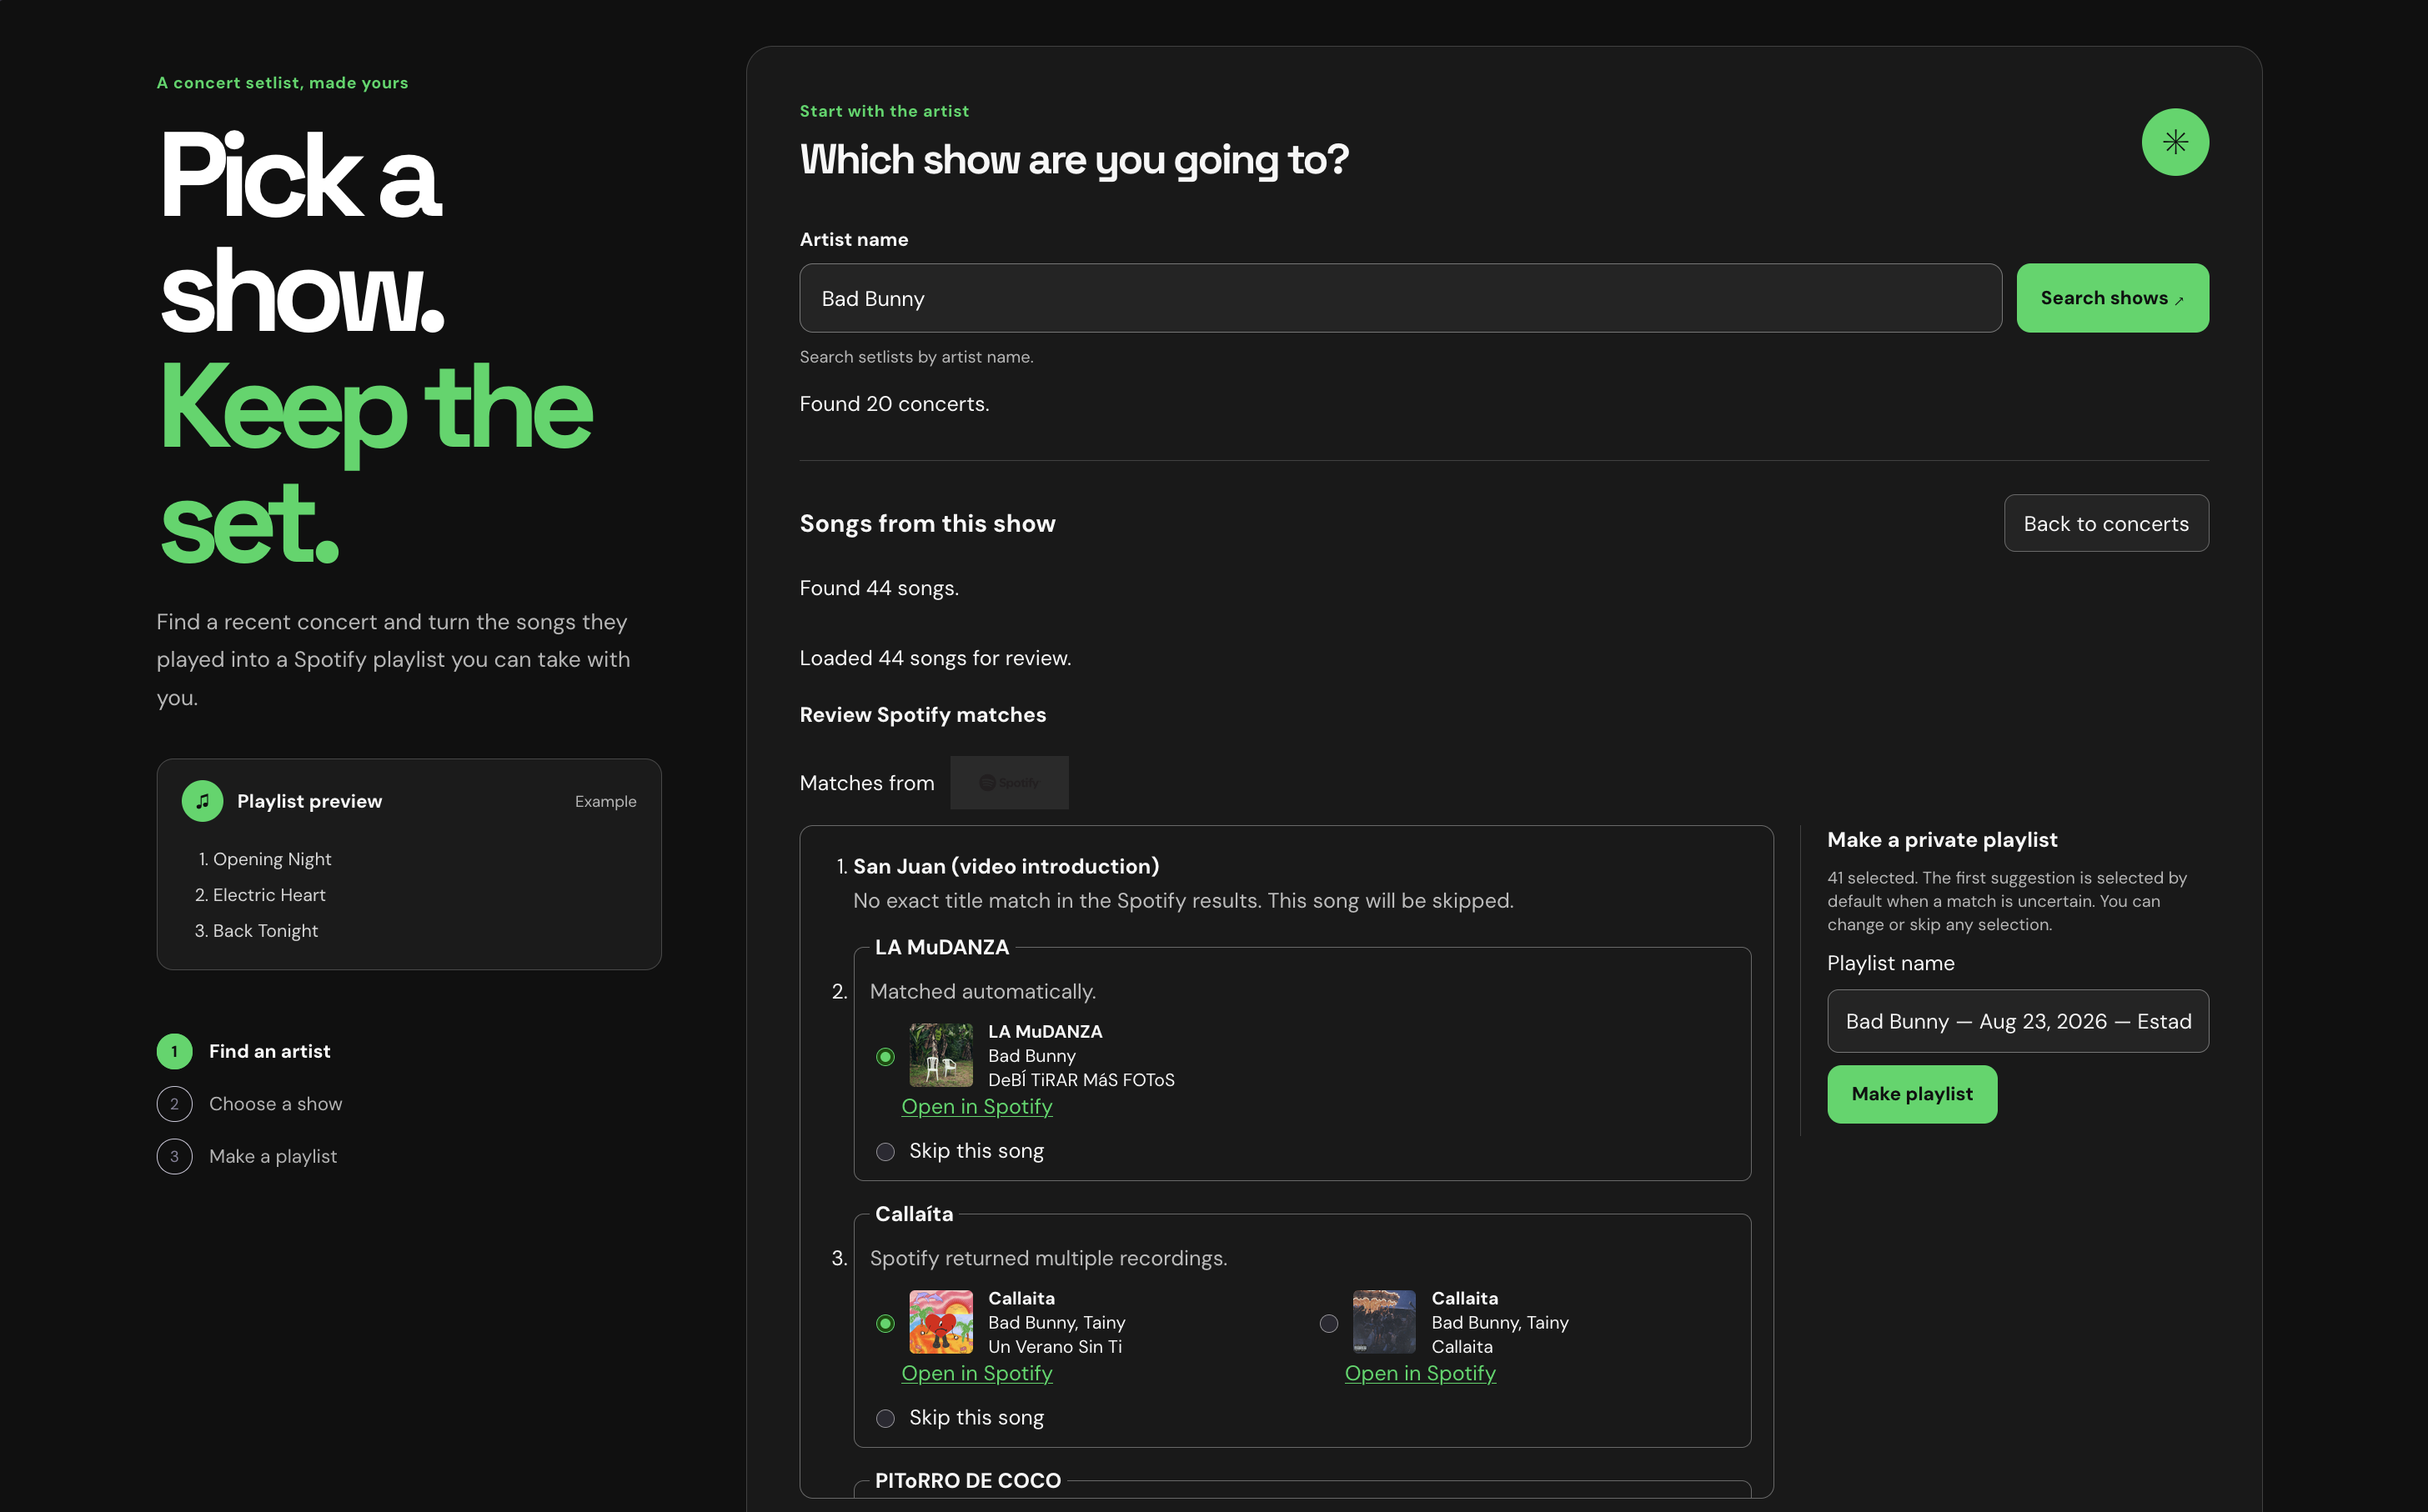 A concert setlist, made yours
Pick a
show.
Keep the
set.
Find a recent concert and turn the songs they
played into a Spotify playlist you can take with
you.
Playlist preview
Example
1. Opening Night
2. Electric Heart
3. Back Tonight
1 Find an artist
2 Choose a show
3 Make a playlist
Start with the artist
Which show are you going to?
Artist name
Bad Bunny
Search shows ↗
Search setlists by artist name.
Found 20 concerts.
Songs from this show
Back to concerts
Found 44 songs.
Loaded 44 songs for review.
Review Spotify matches
Matches from Spotify
1. San Juan (video introduction)
No exact title match in the Spotify results. This song will be skipped.
LA MuDANZA
2. Matched automatically.
LA MuDANZA
Bad Bunny
DeBÍ TiRAR MáS FOToS
Open in Spotify
Skip this song
Callaíta
3. Spotify returned multiple recordings.
Callaita
Bad Bunny, Tainy
Un Verano Sin Ti
Open in Spotify
Callaita
Bad Bunny, Tainy
Callaita
Open in Spotify
Skip this song
PIToRRO DE COCO
Make a private playlist
41 selected. The first suggestion is selected by
default when a match is uncertain. You can
change or skip any selection.
Playlist name
Bad Bunny — Aug 23, 2026 — Estad
Make playlist